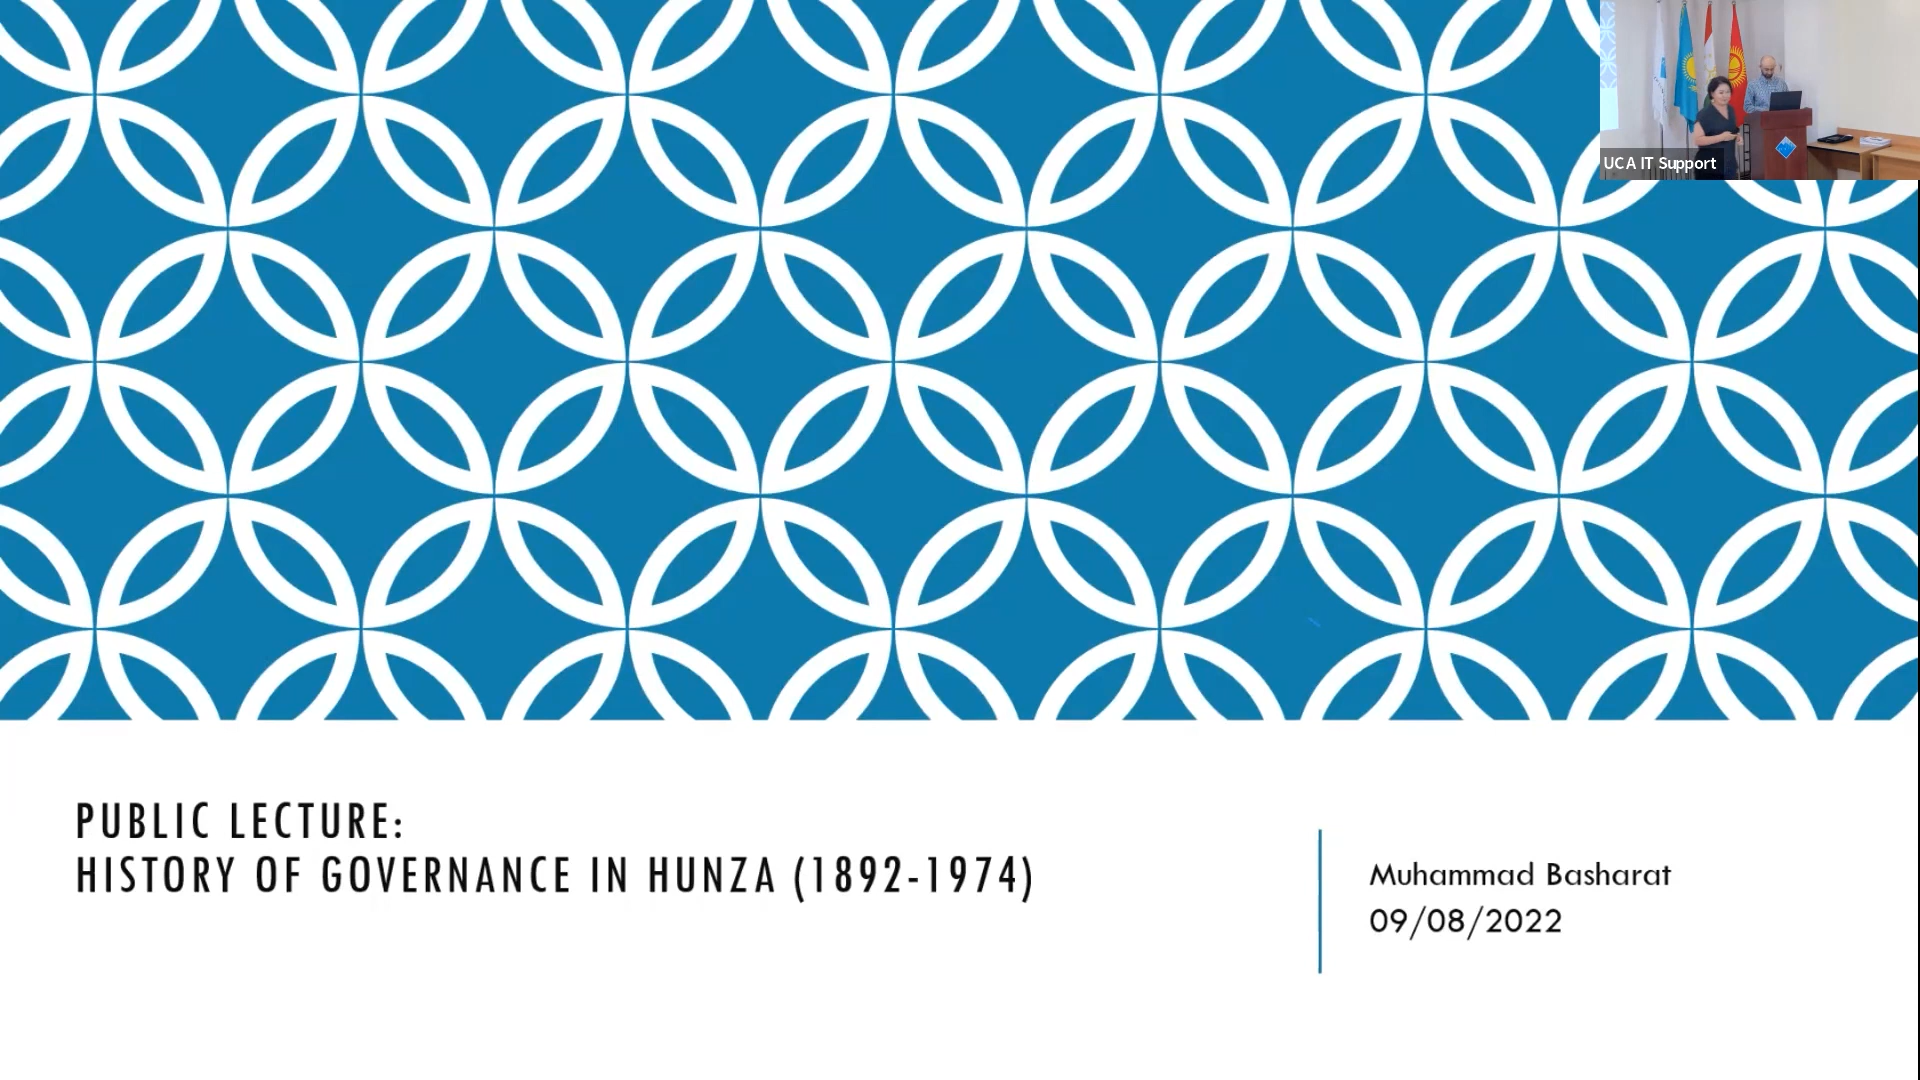 UCA IT Support
PUBLIC LECTURE:
HISTORY OF GOVERNANCE IN HUNZA (1892-1974)
Muhammad Basharat
09/08/2022